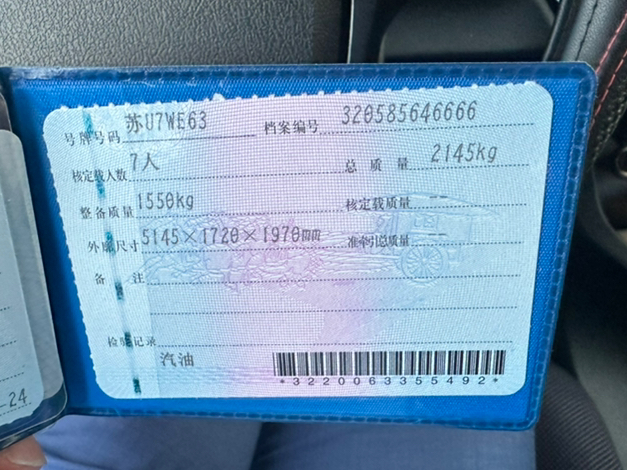 号牌号码 苏U7WE63 档案编号 320585646666
核定载人数 7人 总质量 2145kg
整备质量 1550kg 核定载质量 --
外廓尺寸 5145×1720×1970mm 准牵引总质量 --
备注
检验记录
汽油
*3220063355492*
-24